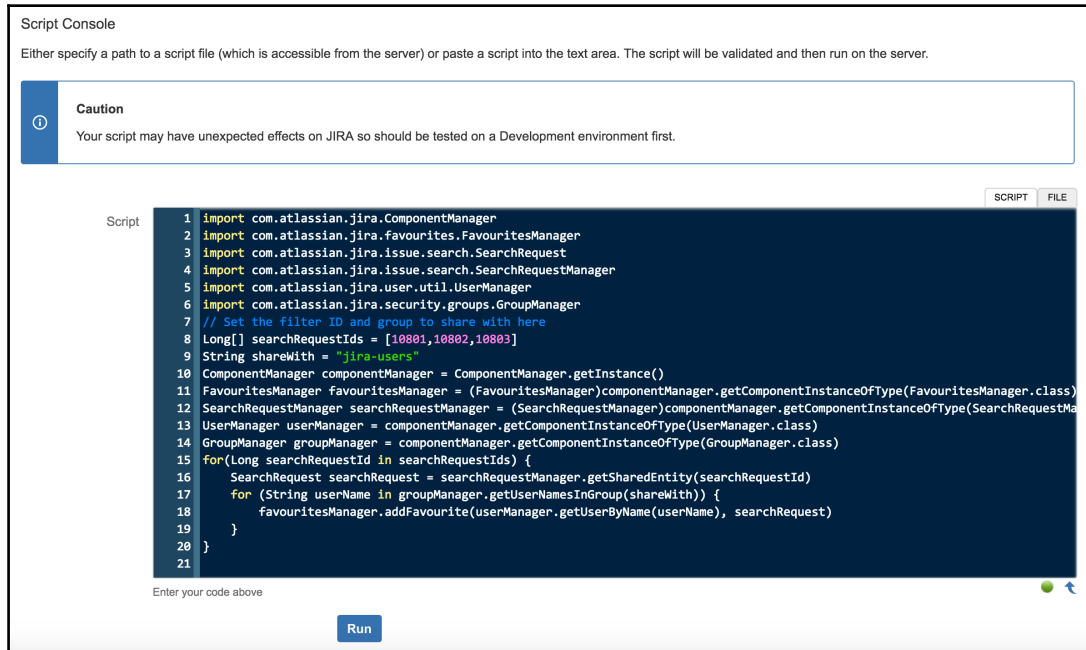 Script Console
Either specify a path to a script file (which is accessible from the server) or paste a script into the text area. The script will be validated and then run on the server.
Caution
Your script may have unexpected effects on JIRA so should be tested on a Development environment first.
SCRIPT FILE
Script
1 import com.atlassian.jira.ComponentManager
2 import com.atlassian.jira.favourites.FavouritesManager
3 import com.atlassian.jira.issue.search.SearchRequest
4 import com.atlassian.jira.issue.search.SearchRequestManager
5 import com.atlassian.jira.user.util.UserManager
6 import com.atlassian.jira.security.groups.GroupManager
7 // Set the filter ID and group to share with here
8 Long[] searchRequestIds = [10801,10802,10803]
9 String shareWith = "jira-users"
10 ComponentManager componentManager = ComponentManager.getInstance()
11 FavouritesManager favouritesManager = (FavouritesManager)componentManager.getComponentInstanceOfType(FavouritesManager.class)
12 SearchRequestManager searchRequestManager = (SearchRequestManager)componentManager.getComponentInstanceOfType(SearchRequestMa
13 UserManager userManager = componentManager.getComponentInstanceOfType(UserManager.class)
14 GroupManager groupManager = componentManager.getComponentInstanceOfType(GroupManager.class)
15 for(Long searchRequestId in searchRequestIds) {
16     SearchRequest searchRequest = searchRequestManager.getSharedEntity(searchRequestId)
17     for (String userName in groupManager.getUserNamesInGroup(shareWith)) {
18         favouritesManager.addFavourite(userManager.getUserByName(userName), searchRequest)
19     }
20 }
21
Enter your code above
Run